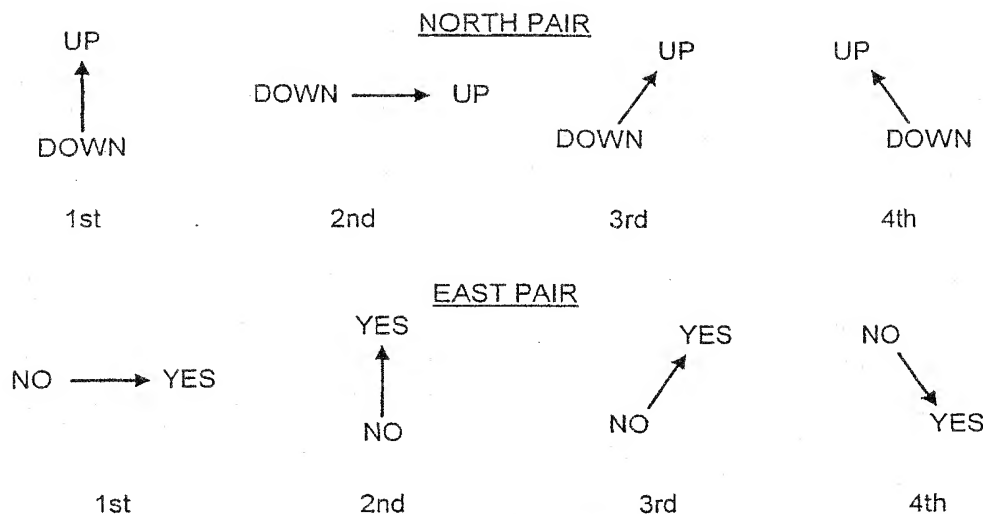 NORTH PAIR
UP
DOWN
DOWN UP
UP
DOWN
UP
DOWN
1st 2nd 3rd 4th
EAST PAIR
NO YES
YES
NO
YES
NO
NO
YES
1st 2nd 3rd 4th